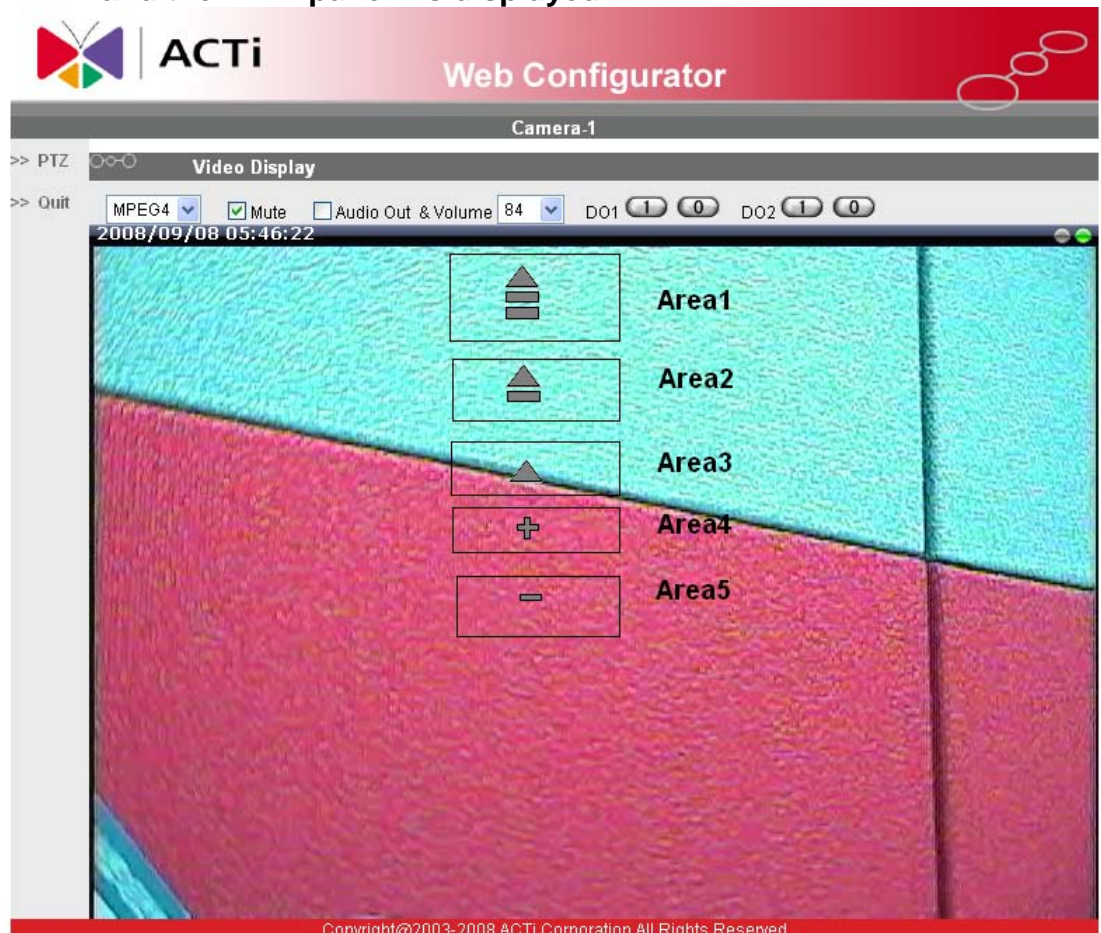 ACTi
Web Configurator
Camera-1
>> PTZ
Video Display
>> Quit
MPEG4 Mute Audio Out & Volume 84 DO1 1 0 DO2 1 0
2008/09/08 05:46:22
Area1
Area2
Area3
Area4
Area5
Copyright@2003-2008 ACTi Corporation All Rights Reserved